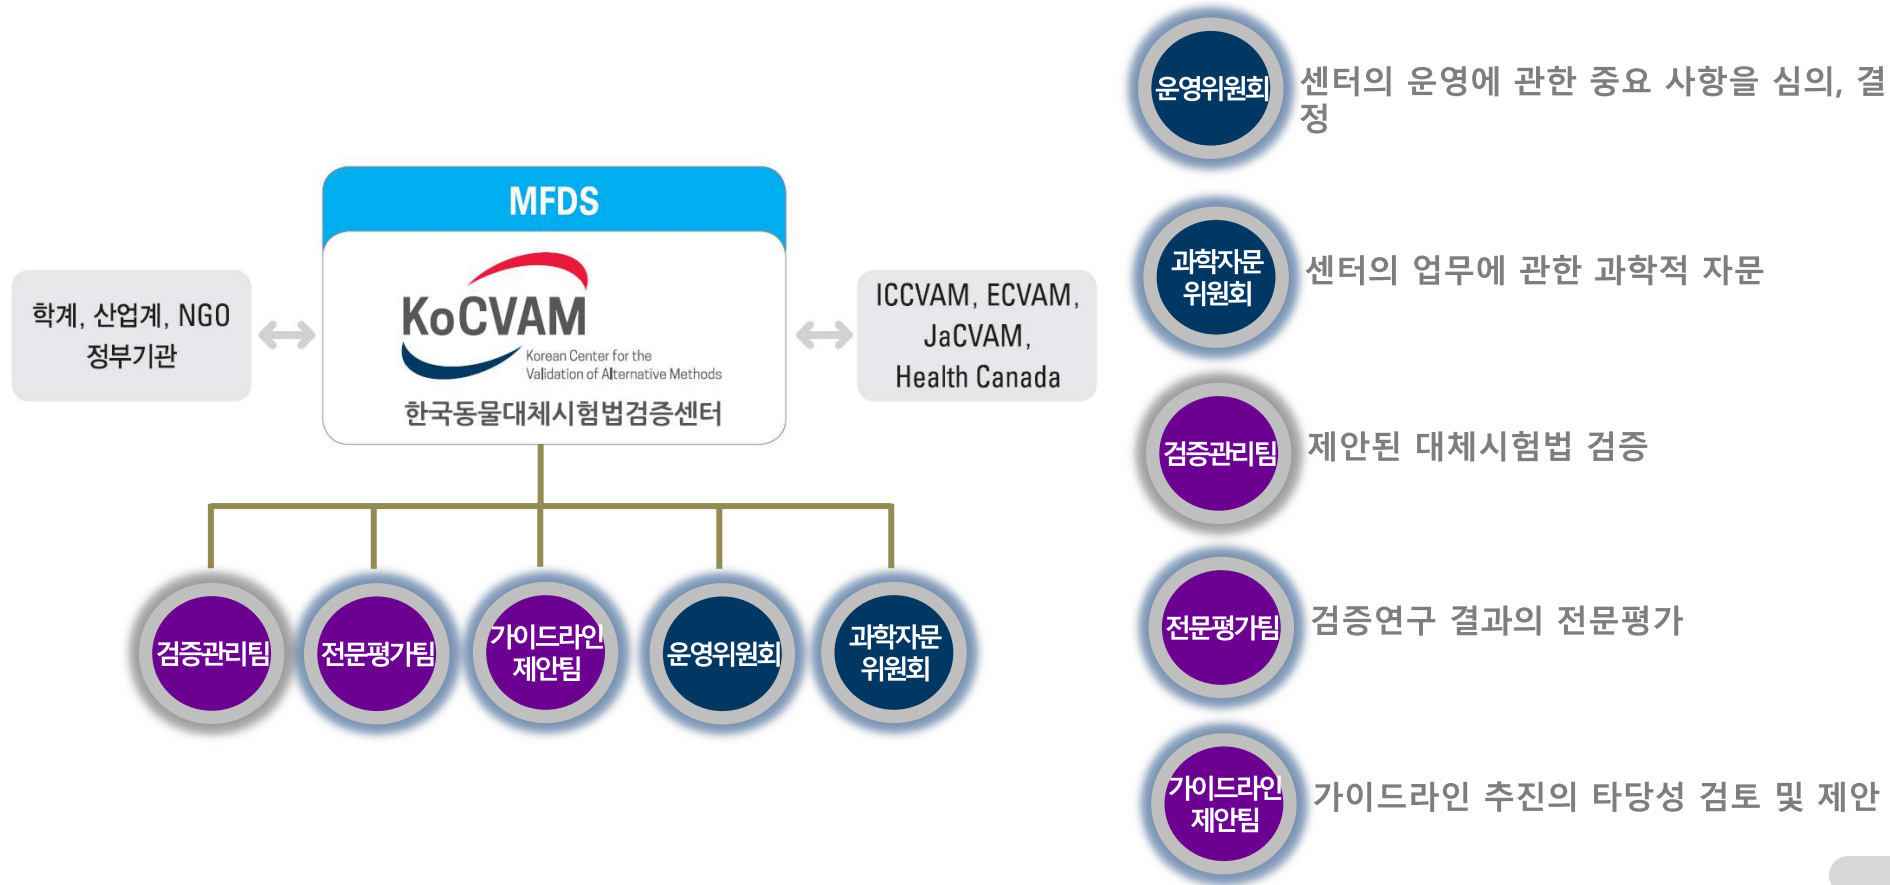 MFDS
KoCVAM
Korean Center for the
Validation of Alternative Methods
한국동물대체시험법검증센터
학계, 산업계, NGO
정부기관
ICCVAM, ECVAM,
JaCVAM,
Health Canada
검증관리팀
전문평가팀
가이드라인
제안팀
운영위원회
과학자문
위원회
운영위원회
센터의 운영에 관한 중요 사항을 심의, 결
정
과학자문
위원회
센터의 업무에 관한 과학적 자문
검증관리팀
제안된 대체시험법 검증
전문평가팀
검증연구 결과의 전문평가
가이드라인
제안팀
가이드라인 추진의 타당성 검토 및 제안